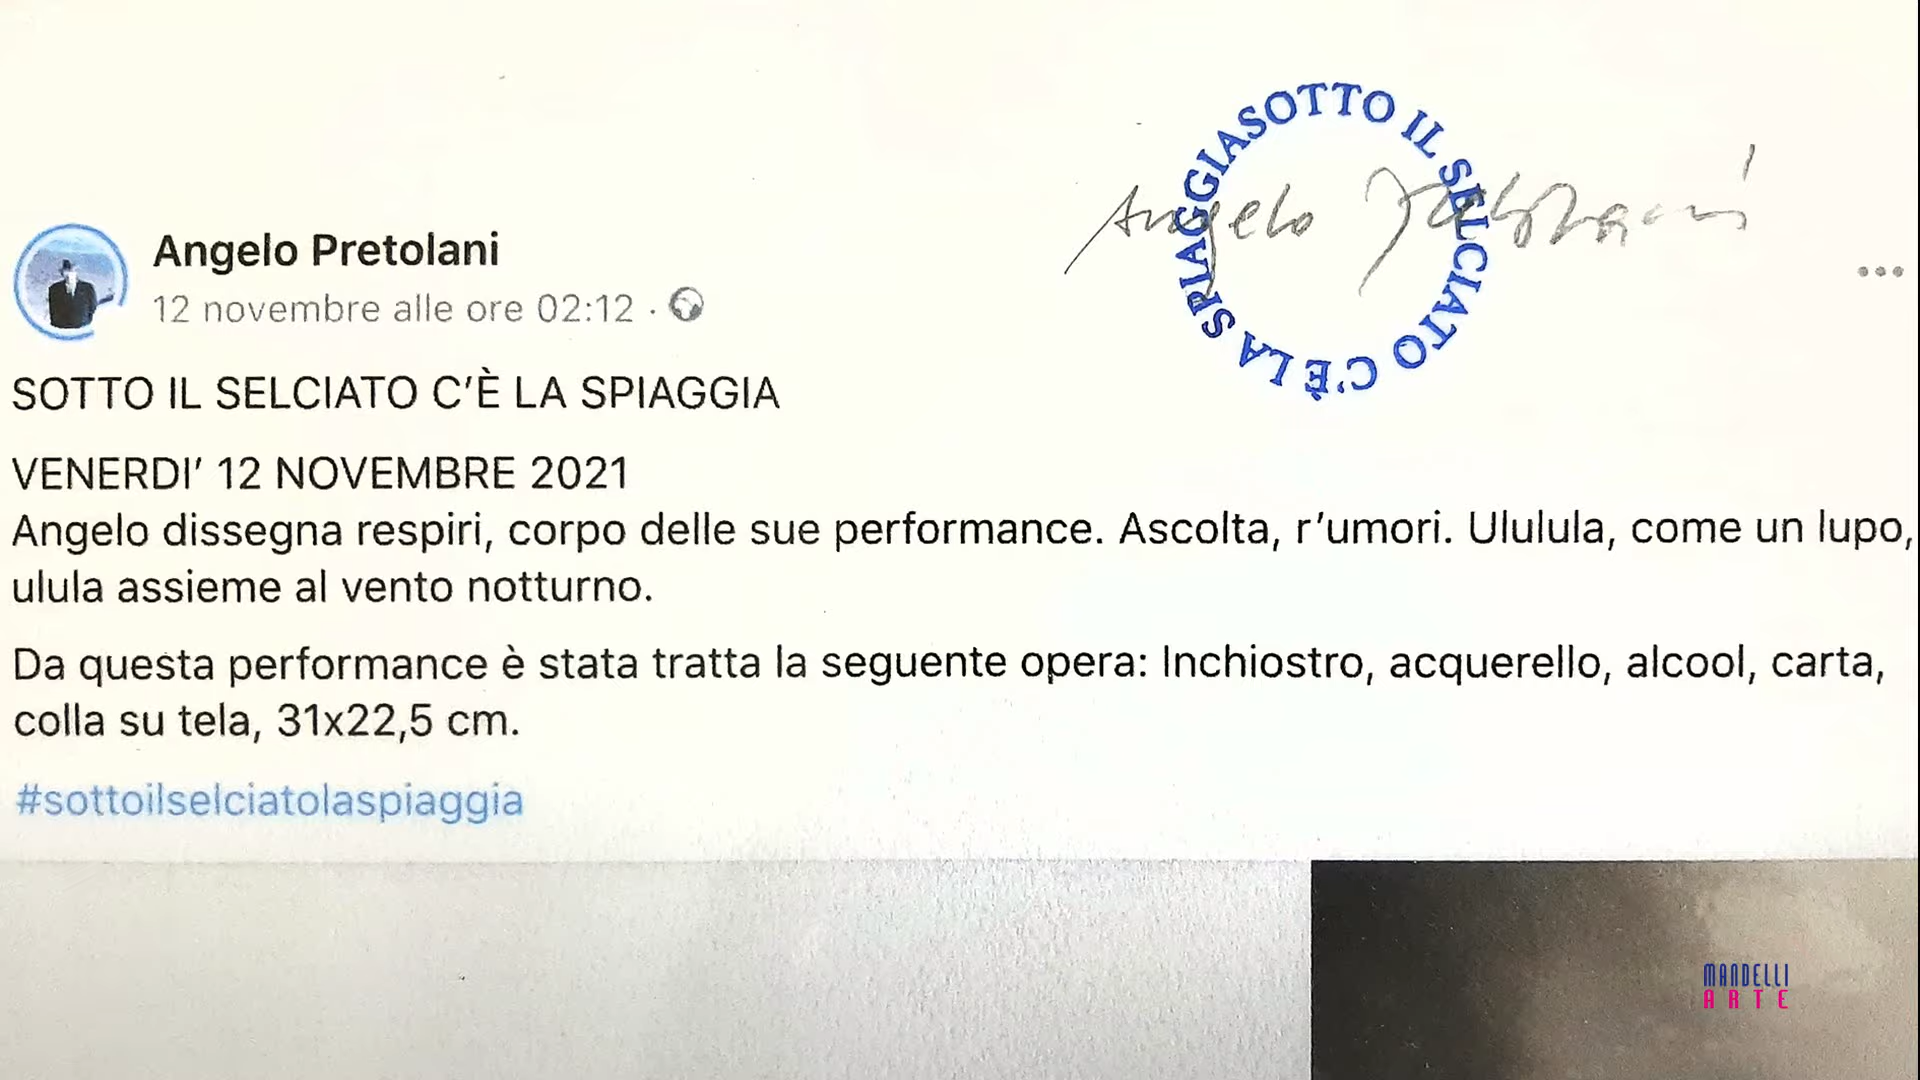 SOTTO IL SELCIATO C'È LA SPIAGGIA
Angelo Pretolani
Angelo Pretolani
12 novembre alle ore 02:12 ·
SOTTO IL SELCIATO C'È LA SPIAGGIA
VENERDI' 12 NOVEMBRE 2021
Angelo dissegna respiri, corpo delle sue performance. Ascolta, r'umori. Ululula, come un lupo,
ulula assieme al vento notturno.
Da questa performance è stata tratta la seguente opera: Inchiostro, acquerello, alcool, carta,
colla su tela, 31x22,5 cm.
#sottoilselciatolaspiaggia
MANDELLI
ARTE